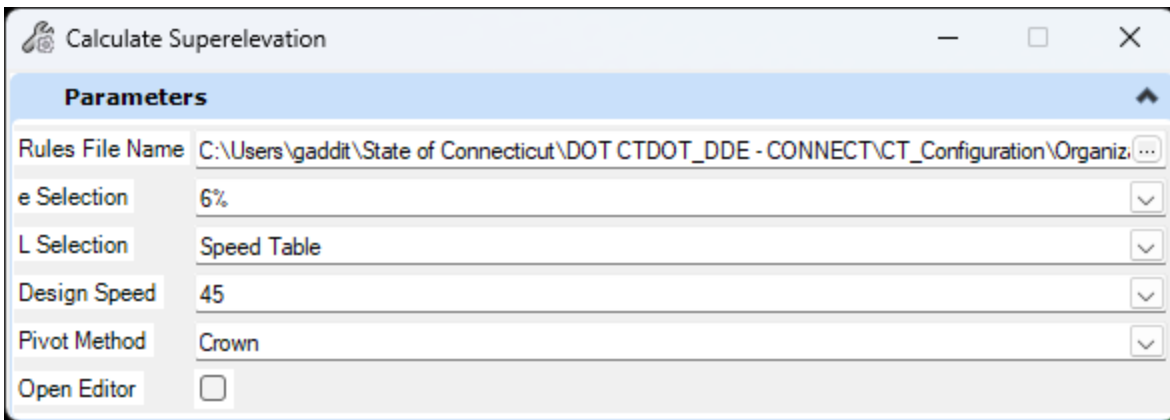 Calculate Superelevation
Parameters
Rules File Name C:\Users\gaddit\State of Connecticut\DOT CTDOT_DDE - CONNECT\CT_Configuration\Organiz ...
e Selection 6%
L Selection Speed Table
Design Speed 45
Pivot Method Crown
Open Editor